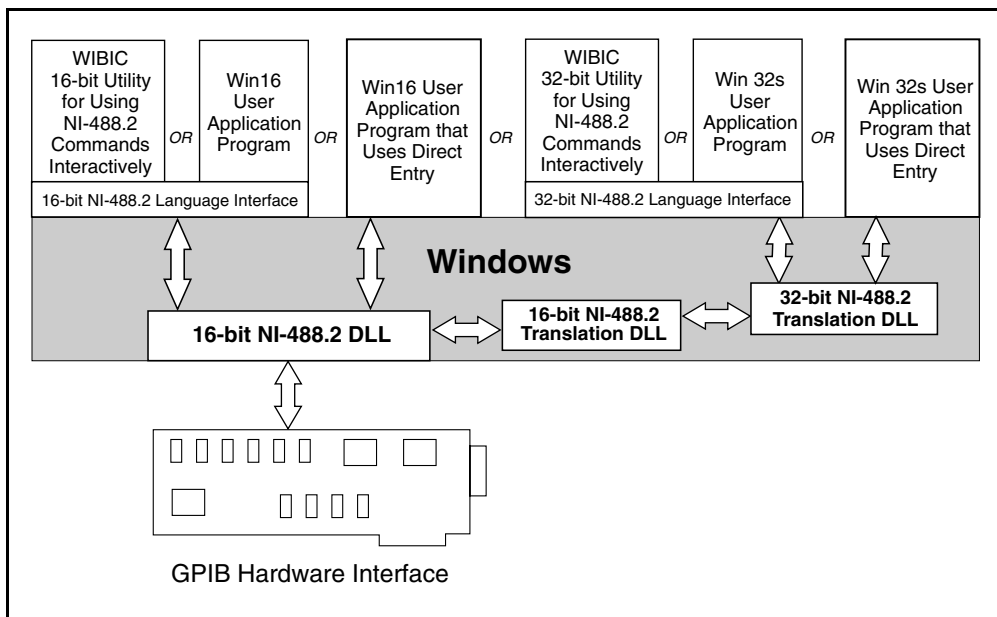 WIBIC
16-bit Utility
for Using
NI-488.2
Commands
Interactively
OR
Win16
User
Application
Program
OR
Win16 User
Application
Program that
Uses Direct
Entry
OR
WIBIC
32-bit Utility
for Using
NI-488.2
Commands
Interactively
OR
Win 32s
User
Application
Program
OR
Win 32s User
Application
Program that
Uses Direct
Entry
16-bit NI-488.2 Language Interface
32-bit NI-488.2 Language Interface
Windows
16-bit NI-488.2 DLL
16-bit NI-488.2
Translation DLL
32-bit NI-488.2
Translation DLL
GPIB Hardware Interface